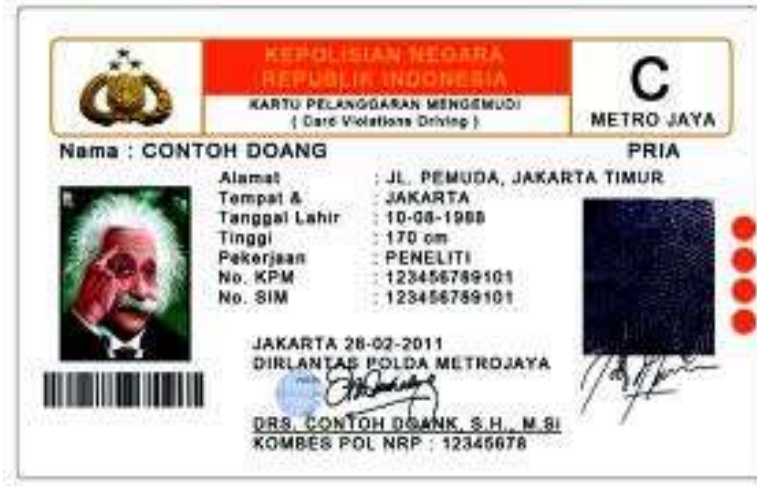 KEPOLISIAN NEGARA
REPUBLIK INDONESIA
KARTU PELANGGARAN MENGEMUDI
( Card Violations Driving )
C
METRO JAYA
Nama : CONTOH DOANG
PRIA
Alamat : JL. PEMUDA, JAKARTA TIMUR
Tempat & : JAKARTA
Tanggal Lahir : 10-08-1988
Tinggi : 170 cm
Pekerjaan : PENELITI
No. KPM : 123456789101
No. SIM : 123456789101
JAKARTA 28-02-2011
DIRLANTAS POLDA METROJAYA
DRS. CONTOH DOANK, S.H., M.Si
KOMBES POL NRP : 12345678